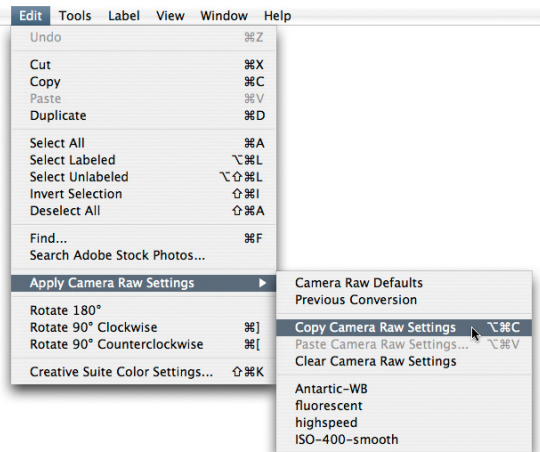 Edit Tools Label View Window Help
Undo ⌘Z
Cut ⌘X
Copy ⌘C
Paste ⌘V
Duplicate ⌘D
Select All ⌘A
Select Labeled ⌥⌘L
Select Unlabeled ⌥⇧⌘L
Invert Selection ⇧⌘I
Deselect All ⇧⌘A
Find... ⌘F
Search Adobe Stock Photos...
Apply Camera Raw Settings ▶
Rotate 180°
Rotate 90° Clockwise ⌘]
Rotate 90° Counterclockwise ⌘[
Creative Suite Color Settings... ⇧⌘K
Camera Raw Defaults
Previous Conversion
Copy Camera Raw Settings ⌥⌘C
Paste Camera Raw Settings... ⌥⌘V
Clear Camera Raw Settings
Antartic-WB
fluorescent
highspeed
ISO-400-smooth